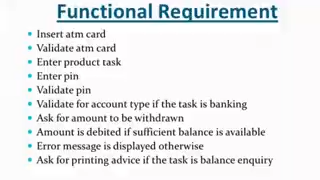 Functional Requirement
Insert atm card
Validate atm card
Enter product task
Enter pin
Validate pin
Validate for account type if the task is banking
Ask for amount to be withdrawn
Amount is debited if sufficient balance is available
Error message is displayed otherwise
Ask for printing advice if the task is balance enquiry